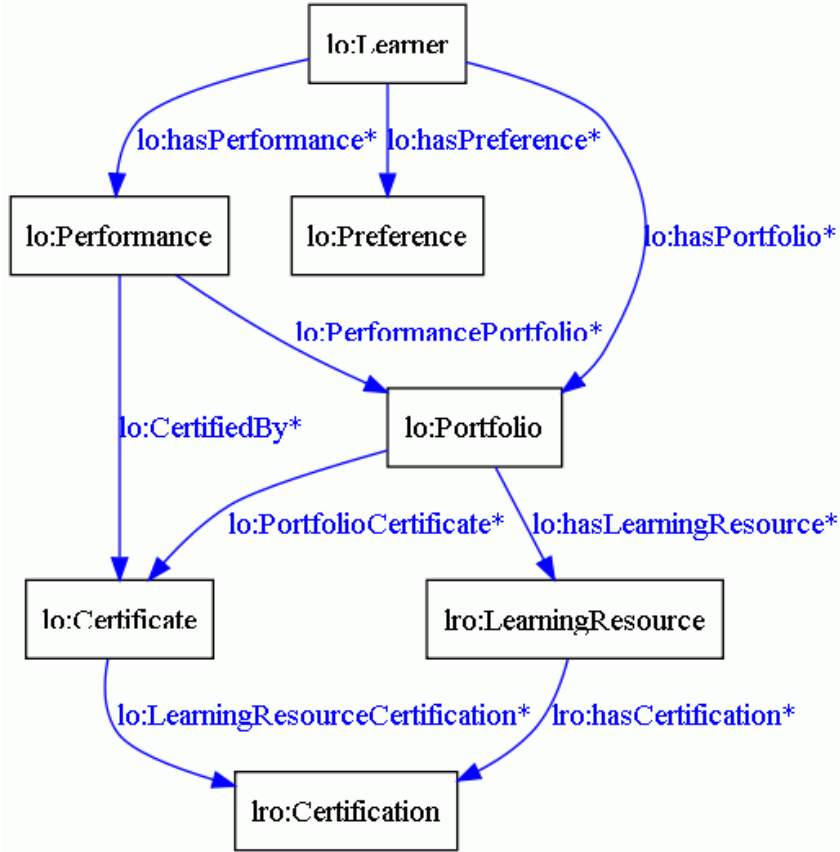 lo:Learner
lo:hasPerformance*
lo:hasPreference*
lo:hasPortfolio*
lo:Performance
lo:Preference
lo:PerformancePortfolio*
lo:CertifiedBy*
lo:Portfolio
lo:PortfolioCertificate*
lo:hasLearningResource*
lo:Certificate
lro:LearningResource
lo:LearningResourceCertification*
lro:hasCertification*
lro:Certification